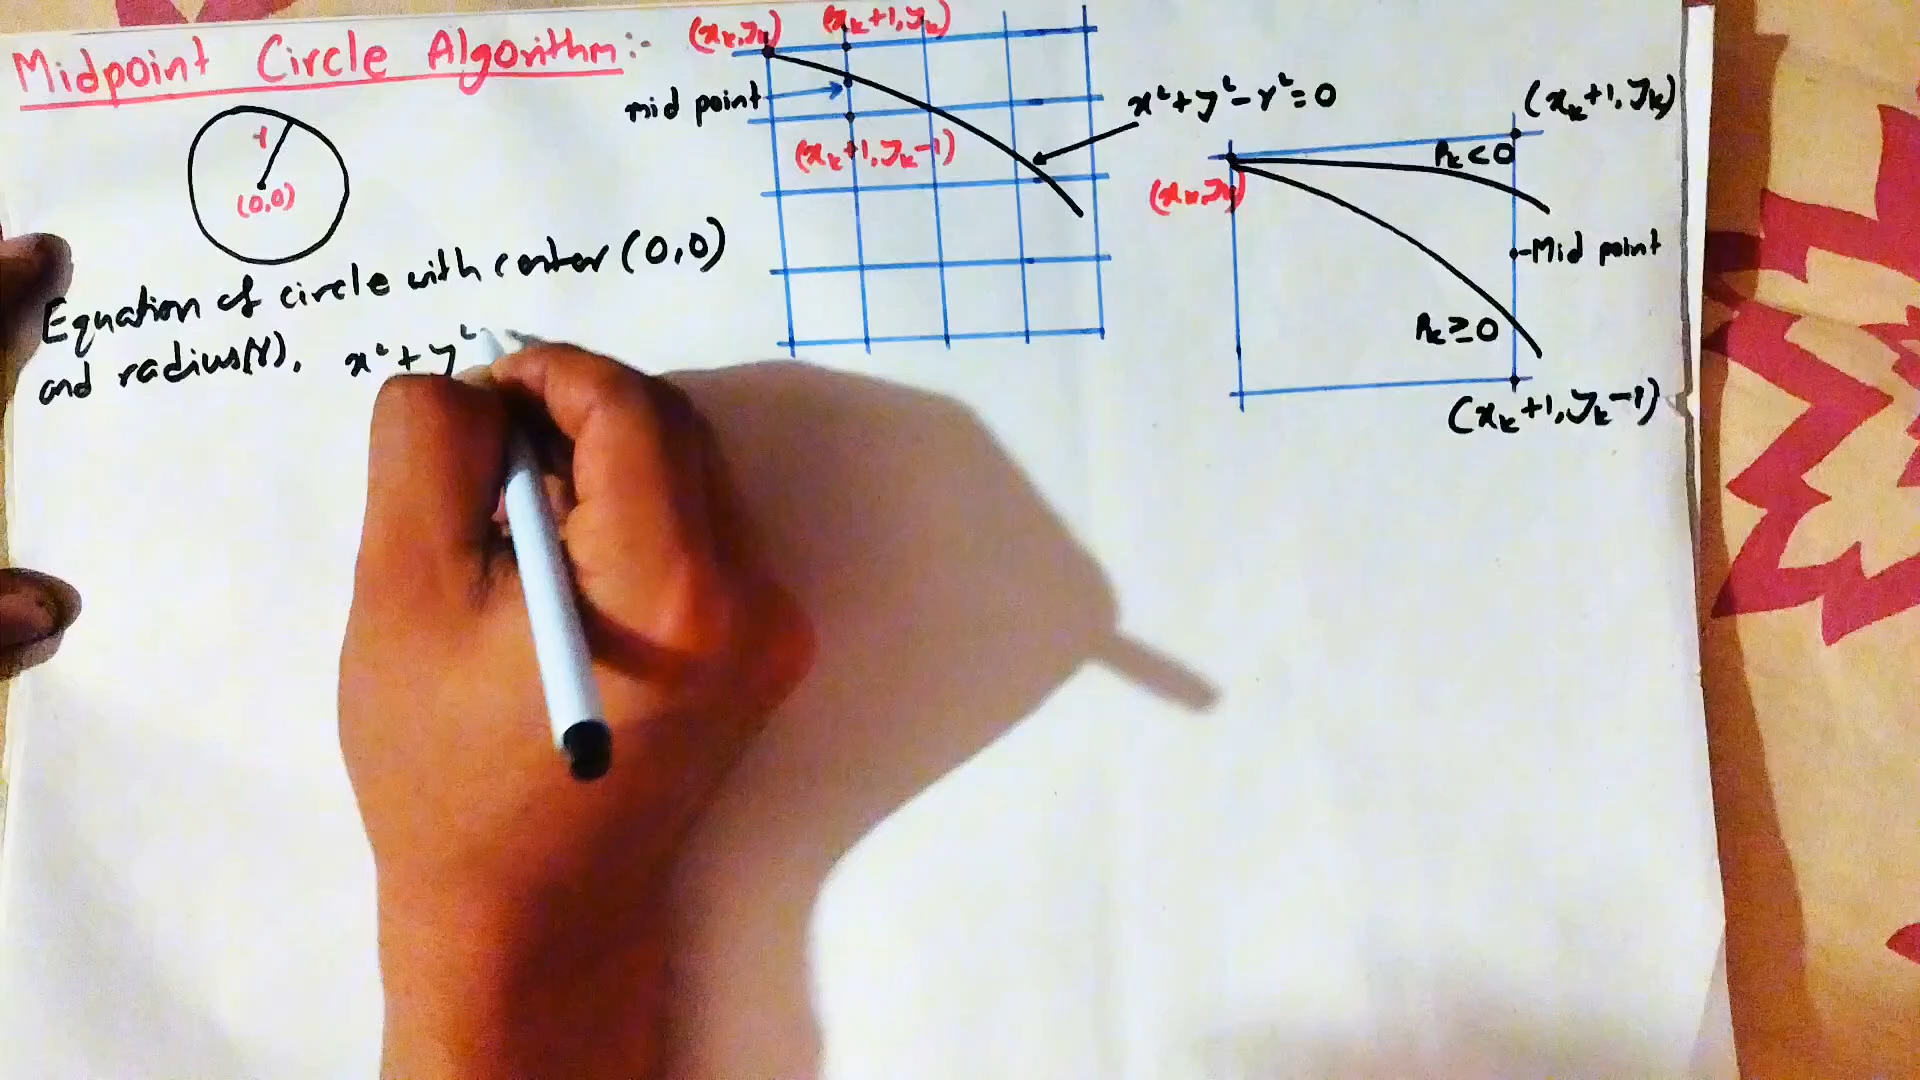 Midpoint Circle Algorithm:-
r
(0,0)
Equation of circle with center (0,0)
and radius(r), x² + y²
(xₖ,yₖ)
(xₖ+1,yₖ)
mid point
(xₖ+1,yₖ-1)
x²+y²-r²=0
(xₖ+1,yₖ)
Pₖ<0
(xₖ,yₖ)
Mid point
Pₖ≥0
(xₖ+1,yₖ-1)